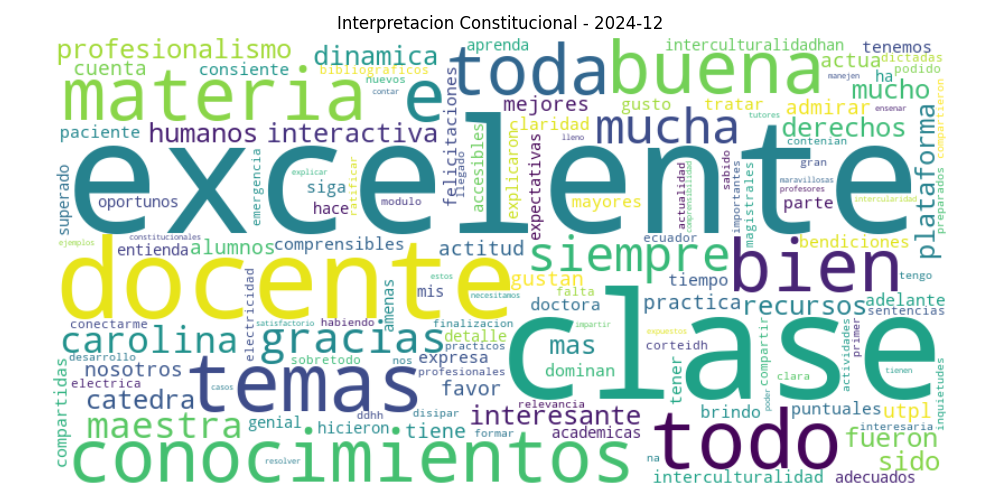 Interpretacion Constitucional - 2024-12
profesionalismo dinamica aprenda interculturalidadhan tenemos
cuenta consiente bibliograficos toda buena actua dictadas
materia nuevos e felicitaciones ha podido
contar mejores gusto tratar admirar mucho compartieron
paciente humanos interactiva claridad mucha tutores derechos manejen ensenar
excelente lleno contenian plataforma
superado emergencia explicar ratificar llegado accesibles explicaron expectativas gran
oportunos siga modulo mayores actualidad comprensibilidad sabido importantes magistrales maravillosas profesores preparados
hace parte intercularidad
ejemplos constitucionales entienda alumnos comprensibles actitud siempre ecuador bien bendiciones
docente electricidad mis amenas estos necesitamos gustan falta tiempo tengo
doctora practica recursos adelante sentencias
conectarme satisfactorio habiendo finalizacion impartir expuestos
carolina gracias detalle clase mas corteidh
desarrollo sobretodo nos practicos expresa dominan tener compartir actividades primer
compartidas nosotros temas profesionales clara tienen inquietudes
electrica catedra casos favor poder
ddhh disipar relevancia interesante brindo puntuales utpl
maestra genial hicieron tiene formar academicas todo interesaria fueron
conocimientos resolver na interculturalidad adecuados sido